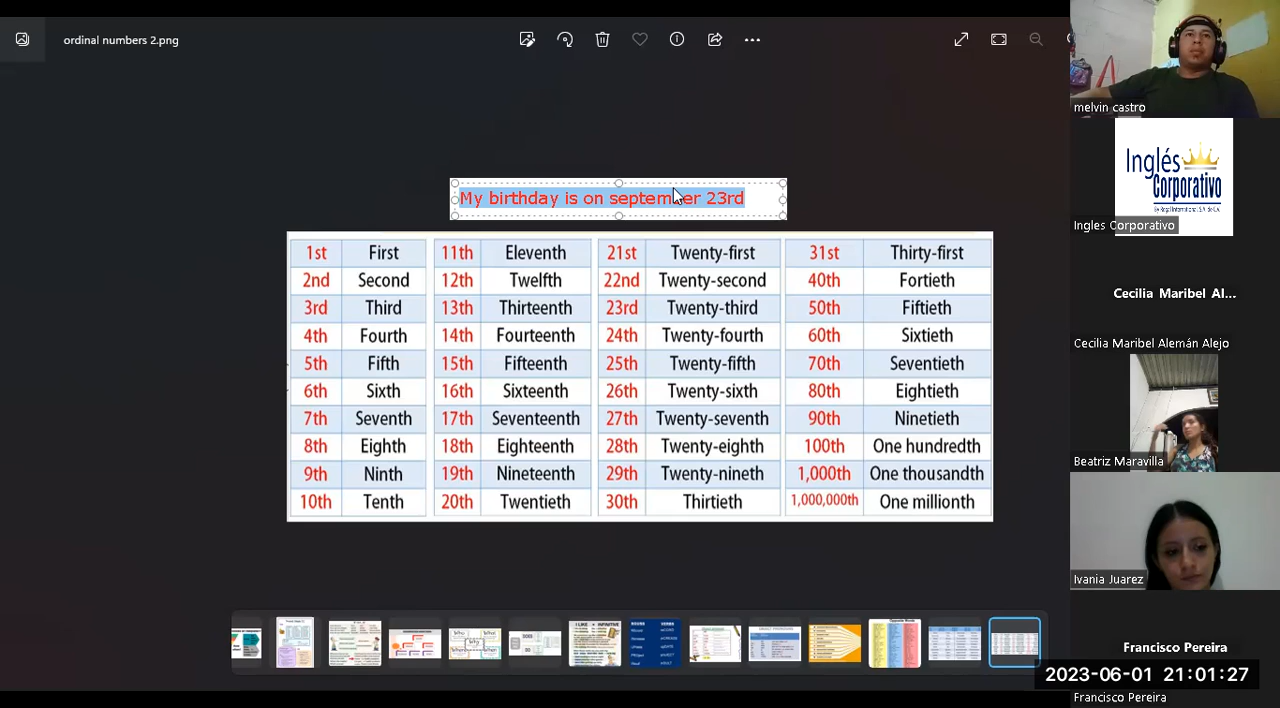 ordinal numbers 2.png
My birthday is on september 23rd
1st First 11th Eleventh 21st Twenty-first 31st Thirty-first
2nd Second 12th Twelfth 22nd Twenty-second 40th Fortieth
3rd Third 13th Thirteenth 23rd Twenty-third 50th Fiftieth
4th Fourth 14th Fourteenth 24th Twenty-fourth 60th Sixtieth
5th Fifth 15th Fifteenth 25th Twenty-fifth 70th Seventieth
6th Sixth 16th Sixteenth 26th Twenty-sixth 80th Eightieth
7th Seventh 17th Seventeenth 27th Twenty-seventh 90th Ninetieth
8th Eighth 18th Eighteenth 28th Twenty-eighth 100th One hundredth
9th Ninth 19th Nineteenth 29th Twenty-nineth 1,000th One thousandth
10th Tenth 20th Twentieth 30th Thirtieth 1,000,000th One millionth
melvin castro
Inglés
Corporativo
Ingles Corporativo
Cecilia Maribel Al...
Cecilia Maribel Alemán Alejo
Beatriz Maravilla
Ivania Juarez
Francisco Pereira
2023-06-01 21:01:27
Francisco Pereira